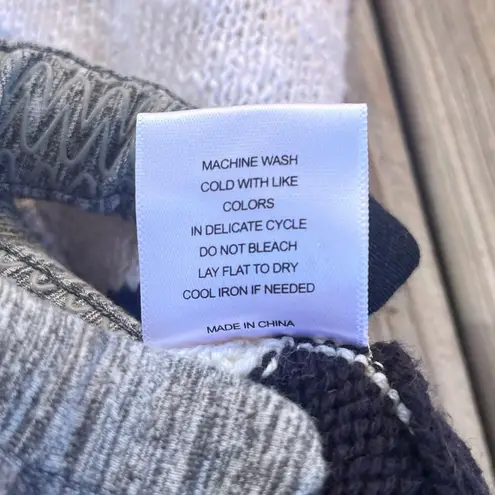 MACHINE WASH
COLD WITH LIKE
COLORS
IN DELICATE CYCLE
DO NOT BLEACH
LAY FLAT TO DRY
COOL IRON IF NEEDED
MADE IN CHINA